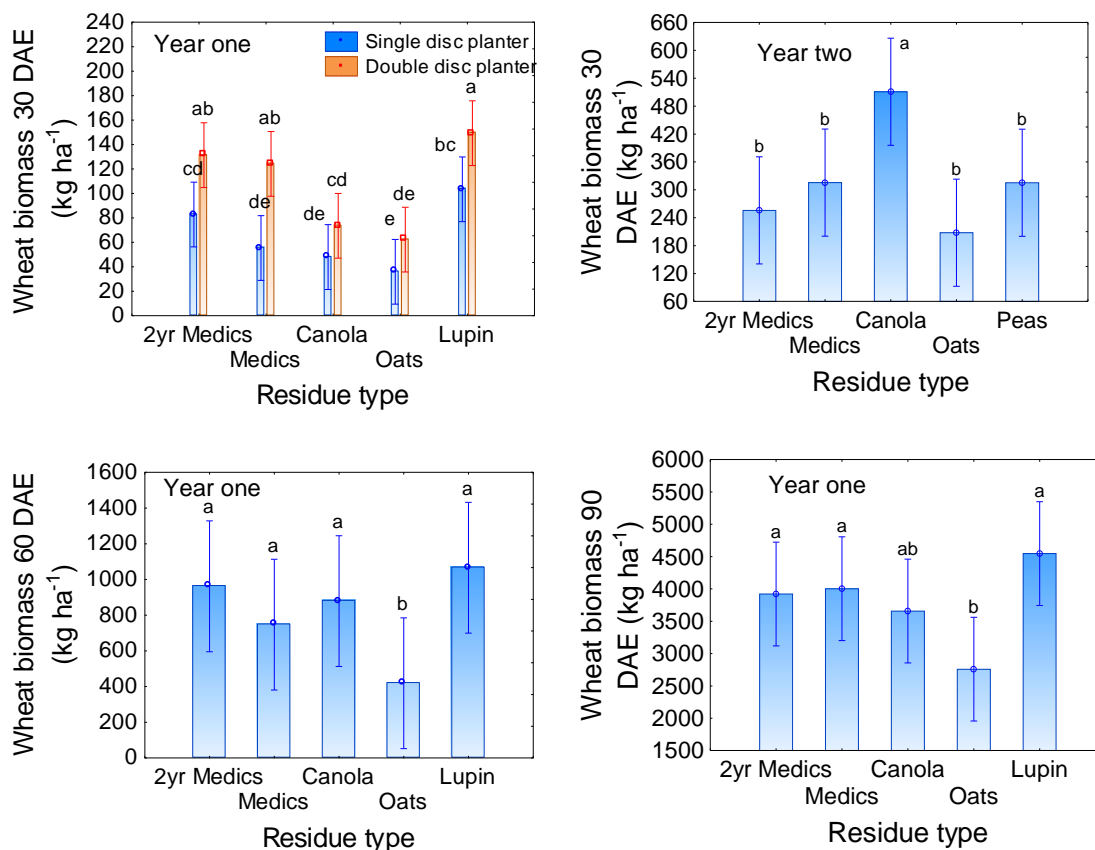 Wheat biomass 30 DAE
(kg ha⁻¹)
240
220
200
180
160
140
120
100
80
60
40
20
0
Year one
Single disc planter
Double disc planter
ab
cd
ab
de
cd
de
de
e
a
bc
2yr Medics
Medics
Canola
Oats
Lupin
Residue type
Wheat biomass 30
DAE (kg ha⁻¹)
660
600
540
480
420
360
300
240
180
120
60
Year two
b
b
a
b
b
2yr Medics
Medics
Canola
Oats
Peas
Residue type
Wheat biomass 60 DAE
(kg ha⁻¹)
1600
1400
1200
1000
800
600
400
200
0
Year one
a
a
a
b
a
2yr Medics
Medics
Canola
Oats
Lupin
Residue type
Wheat biomass 90
DAE (kg ha⁻¹)
6000
5500
5000
4500
4000
3500
3000
2500
2000
1500
Year one
a
a
ab
b
a
2yr Medics
Medics
Canola
Oats
Lupin
Residue type